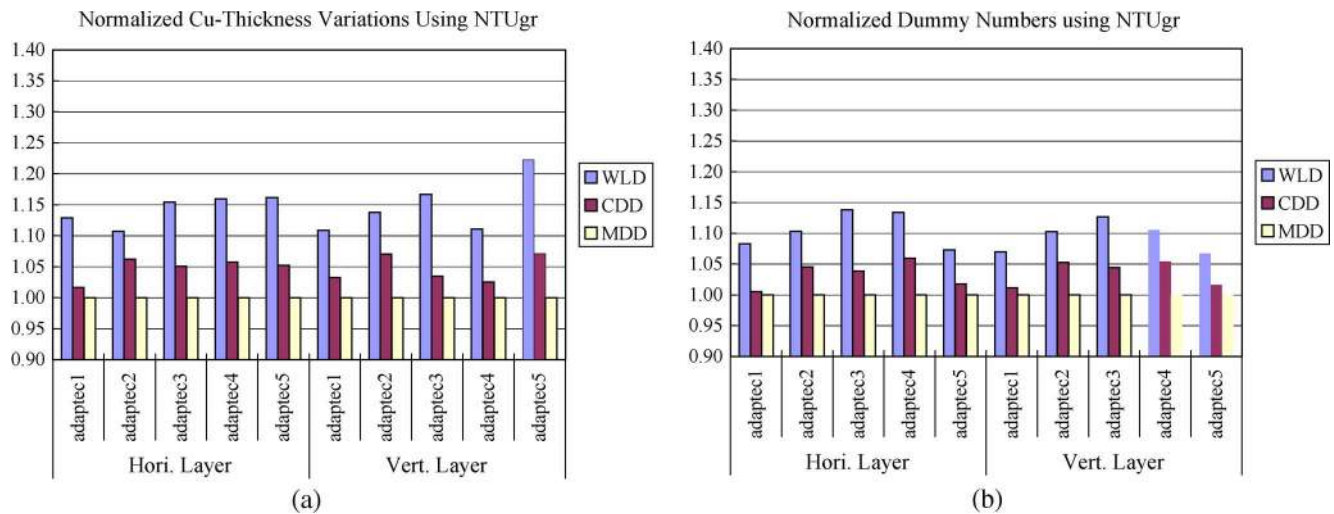 Normalized Cu-Thickness Variations Using NTUgr
1.40
1.35
1.30
1.25
1.20
1.15
1.10
1.05
1.00
0.95
0.90
WLD
CDD
MDD
adaptec1
adaptec2
adaptec3
adaptec4
adaptec5
adaptec1
adaptec2
adaptec3
adaptec4
adaptec5
Hori. Layer
Vert. Layer
(a)
Normalized Dummy Numbers using NTUgr
1.40
1.35
1.30
1.25
1.20
1.15
1.10
1.05
1.00
0.95
0.90
WLD
CDD
MDD
adaptec1
adaptec2
adaptec3
adaptec4
adaptec5
adaptec1
adaptec2
adaptec3
adaptec4
adaptec5
Hori. Layer
Vert. Layer
(b)